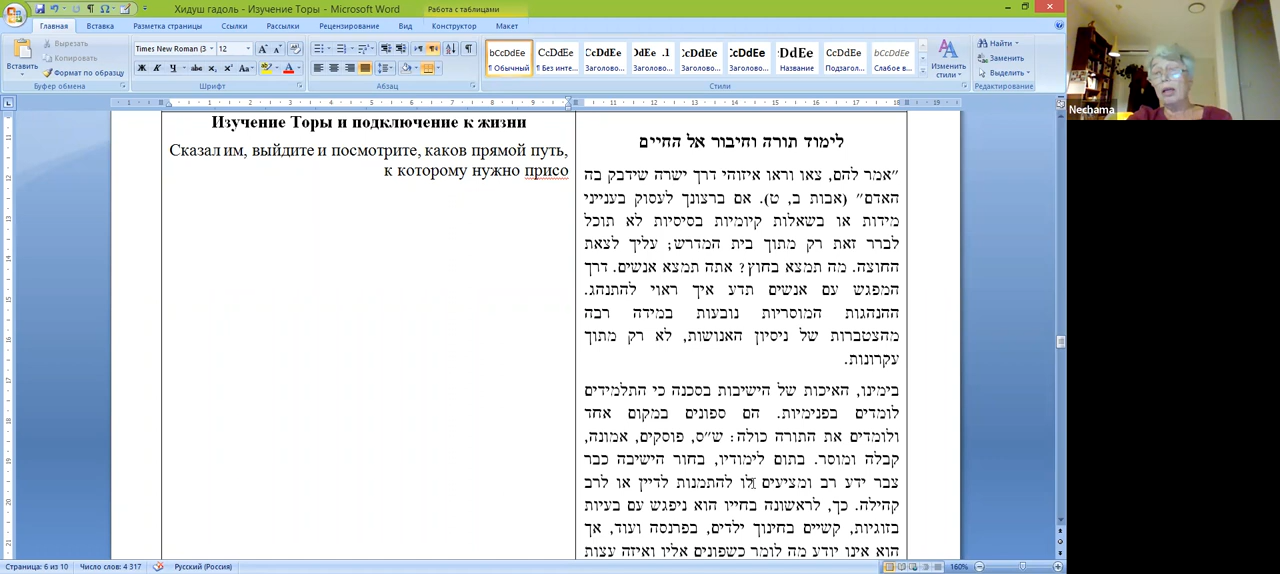 Хидуш гадоль - Изучение Торы - Microsoft Word
Работа с таблицами
Главная
Вставка
Разметка страницы
Ссылки
Рассылки
Рецензирование
Вид
Конструктор
Макет
Вставить
Вырезать
Копировать
Формат по образцу
Буфер обмена
Times New Roman (З
12
Шрифт
Абзац
¶ Обычный
¶ Без инте...
Заголово...
Заголово...
Заголово...
Заголово...
Название
Подзагол...
Слабое в...
Стили
Изменить стили
Найти
Заменить
Выделить
Редактирование
Nechama
Изучение Торы и подключение к жизни
Сказал им, выйдите и посмотрите, каков прямой путь,
к которому нужно присо
לימוד תורה וחיבור אל החיים
״אמר להם, צאו וראו איזוהי דרך ישרה שידבק בה
האדם״ (אבות ב, ט). אם ברצונך לעסוק בענייני
מידות או בשאלות קיומיות בסיסיות לא תוכל
לברר זאת רק מתוך בית המדרש; עליך לצאת
החוצה. מה תמצא בחוץ? אתה תמצא אנשים. דרך
המפגש עם אנשים תדע איך ראוי להתנהג.
ההנהגות המוסריות נובעות במידה רבה
מהצטברות של ניסיון האנושות, לא רק מתוך
עקרונות.
בימינו, האיכות של הישיבות בסכנה כי התלמידים
לומדים בפנימיות. הם ספונים במקום אחד
ולומדים את התורה כולה: ש״ס, פוסקים, אמונה,
קבלה ומוסר. בתום לימודיו, בחור הישיבה כבר
צבר ידע רב ומציעים לו להתמנות לדיין או לרב
קהילה. כך, לראשונה בחייו הוא ניפגש עם בעיות
בזוגיות, קשיים בחינוך ילדים, בפרנסה ועוד, אך
הוא אינו יודע מה לומר כשפונים אליו ואיזה עצות
Страница: 6 из 10
Число слов: 4 317
Русский (Россия)
160%